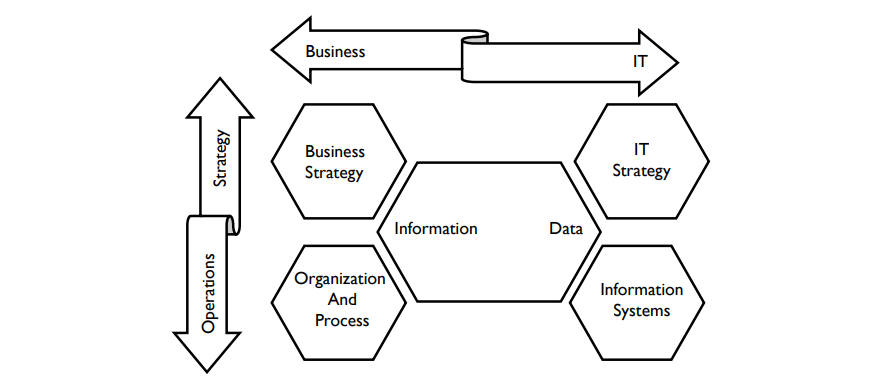 Business
IT
Strategy
Operations
Business
Strategy
IT
Strategy
Information
Data
Organization
And
Process
Information
Systems